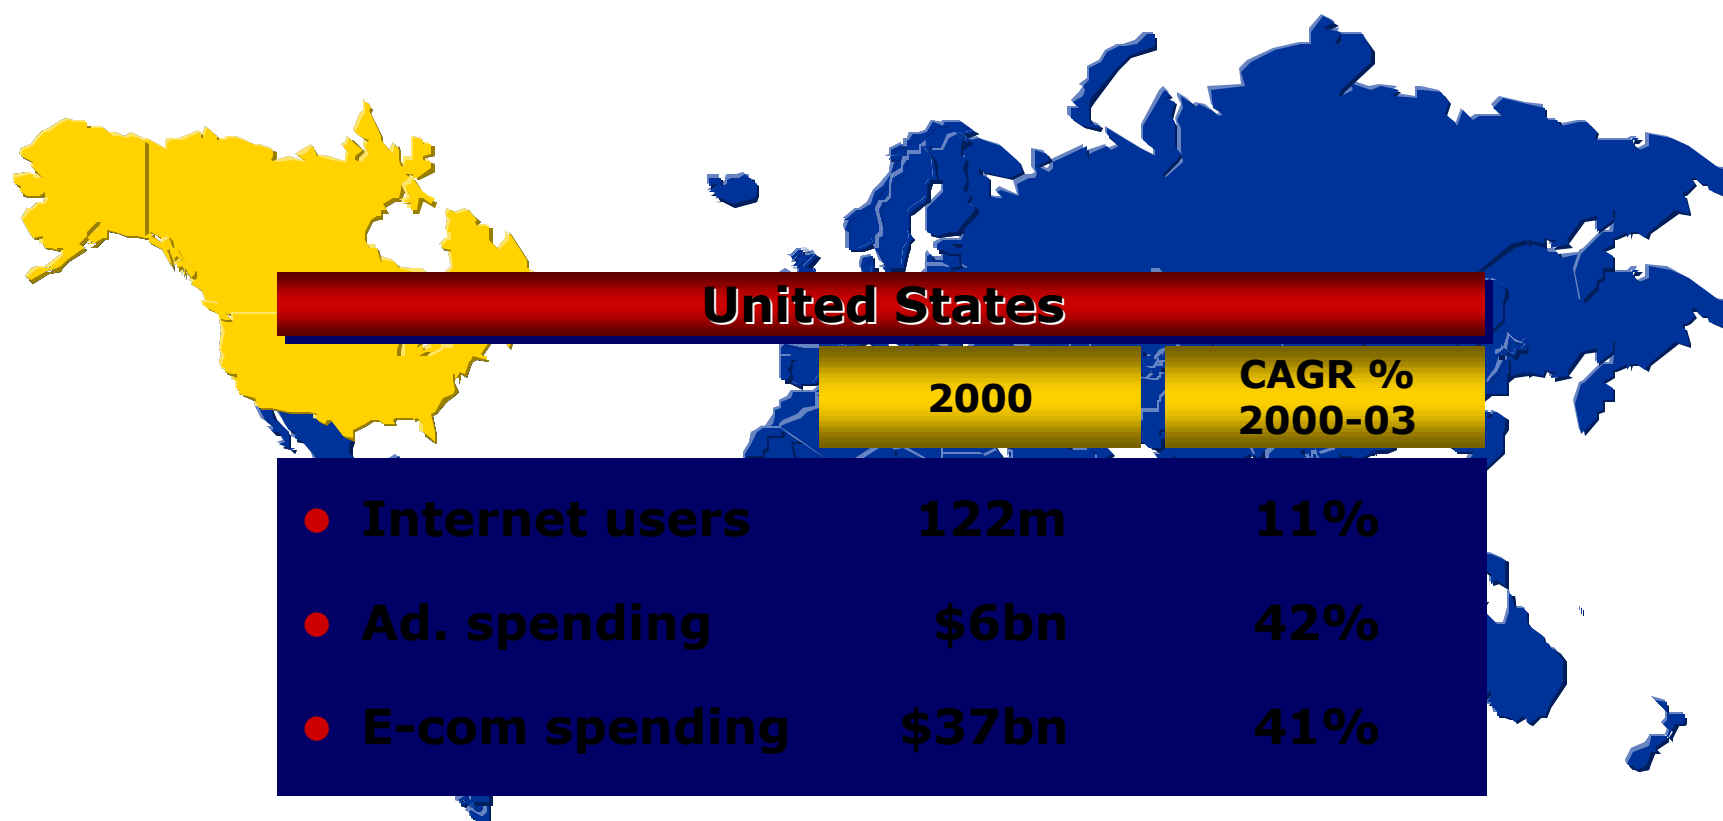 United States
2000
CAGR %
2000-03
Internet users 122m 11%
Ad. spending $6bn 42%
E-com spending $37bn 41%